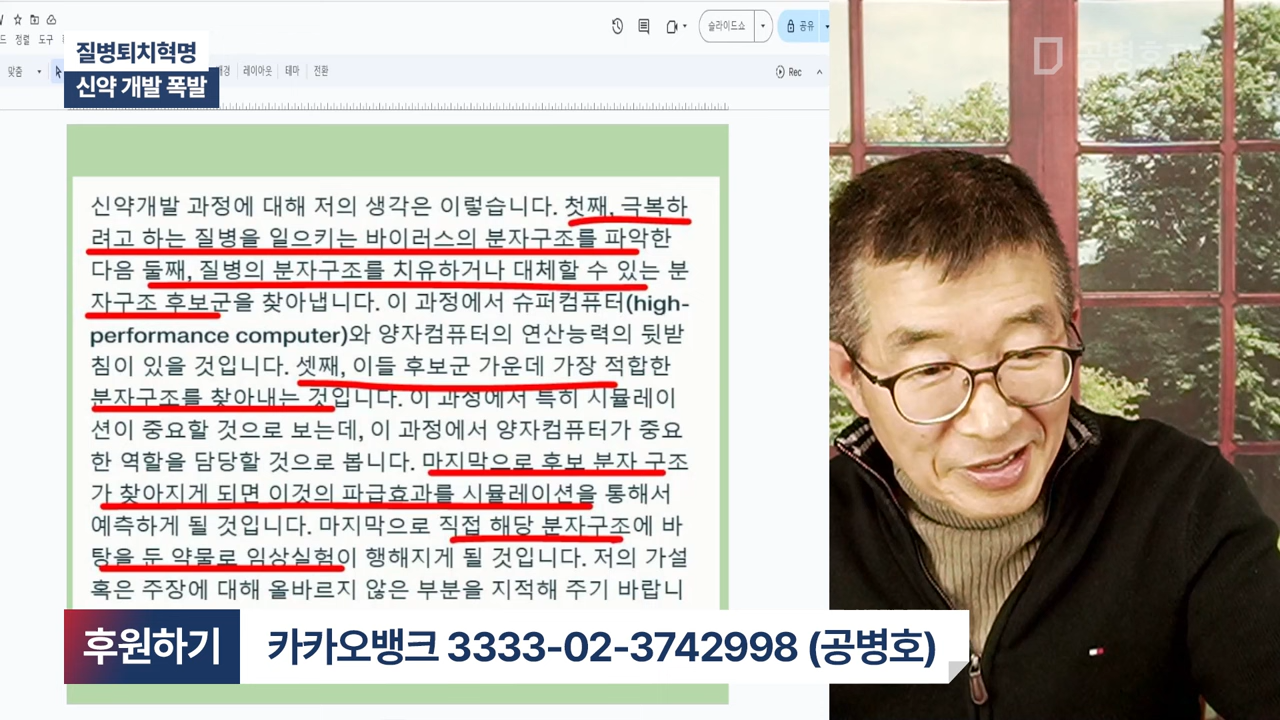 정렬 도구
슬라이드쇼
공유
맞춤
레이아웃
테마
전환
Rec
질병퇴치혁명
신약 개발 폭발
공병호TV
신약개발 과정에 대해 저의 생각은 이렇습니다. 첫째, 극복하
려고 하는 질병을 일으키는 바이러스의 분자구조를 파악한
다음 둘째, 질병의 분자구조를 치유하거나 대체할 수 있는 분
자구조 후보군을 찾아냅니다. 이 과정에서 슈퍼컴퓨터(high-
performance computer)와 양자컴퓨터의 연산능력의 뒷받
침이 있을 것입니다. 셋째, 이들 후보군 가운데 가장 적합한
분자구조를 찾아내는 것입니다. 이 과정에서 특히 시뮬레이
션이 중요할 것으로 보는데, 이 과정에서 양자컴퓨터가 중요
한 역할을 담당할 것으로 봅니다. 마지막으로 후보 분자 구조
가 찾아지게 되면 이것의 파급효과를 시뮬레이션을 통해서
예측하게 될 것입니다. 마지막으로 직접 해당 분자구조에 바
탕을 둔 약물로 임상실험이 행해지게 될 것입니다. 저의 가설
혹은 주장에 대해 올바르지 않은 부분을 지적해 주기 바랍니
후원하기
카카오뱅크 3333-02-3742998 (공병호)